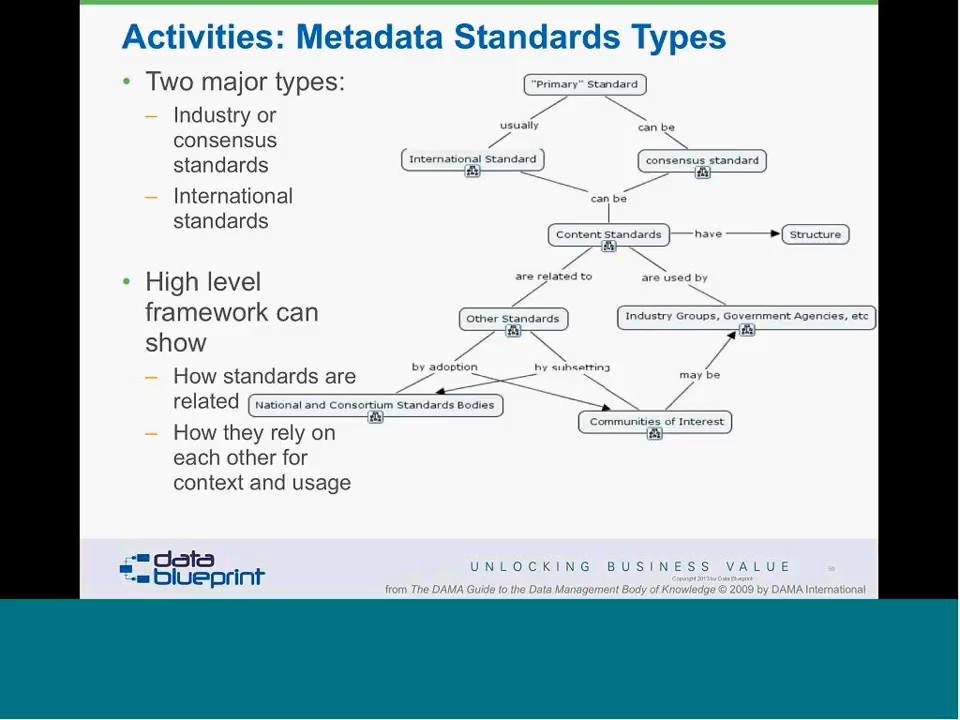 Activities: Metadata Standards Types
• Two major types:
– Industry or
consensus
standards
– International
standards
• High level
framework can
show
– How standards are
related
– How they rely on
each other for
context and usage
"Primary" Standard
usually
can be
International Standard
consensus standard
can be
Content Standards
have
Structure
are related to
are used by
Other Standards
Industry Groups, Government Agencies, etc
by adoption
by subsetting
may be
National and Consortium Standards Bodies
Communities of Interest
data
blueprint
UNLOCKING BUSINESS VALUE
Copyright 2013 by Data Blueprint
from The DAMA Guide to the Data Management Body of Knowledge © 2009 by DAMA International